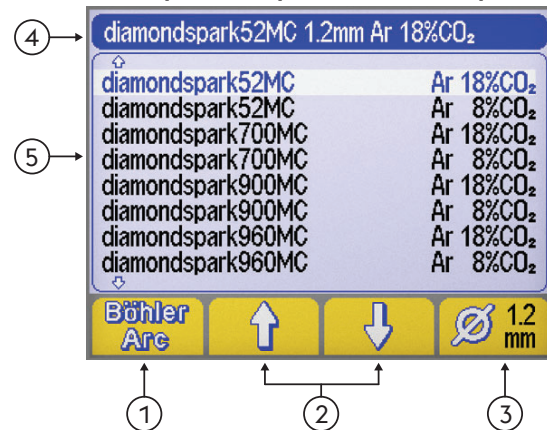 diamondspark52MC 1.2mm Ar 18%CO₂
diamondspark52MC Ar 18%CO₂
diamondspark52MC Ar 8%CO₂
diamondspark700MC Ar 18%CO₂
diamondspark700MC Ar 8%CO₂
diamondspark900MC Ar 18%CO₂
diamondspark900MC Ar 8%CO₂
diamondspark960MC Ar 18%CO₂
diamondspark960MC Ar 8%CO₂
Böhler
Arc
Ø 1.2
mm
4
5
1
2
3